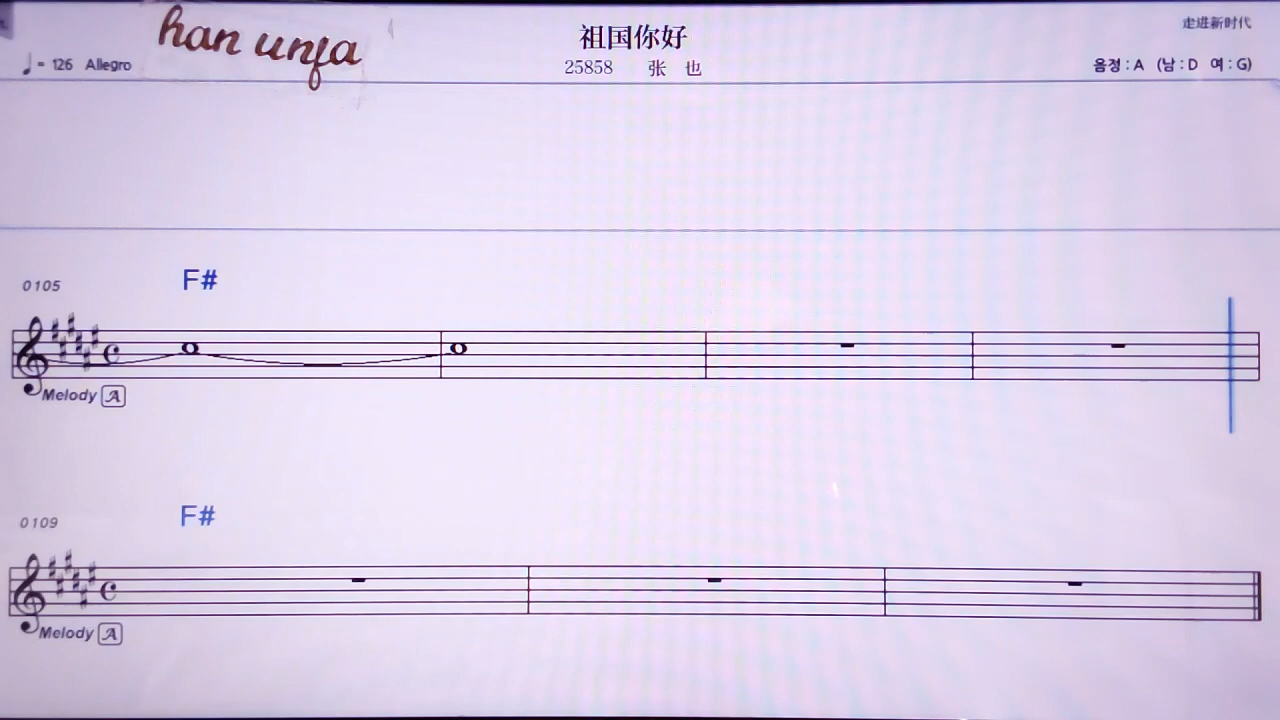 han unfa
祖国你好
走进新时代
♩= 126 Allegro
25858 张 也
음정 : A (남 : D 여 : G)
0105
F#
Melody A
0109
F#
Melody A